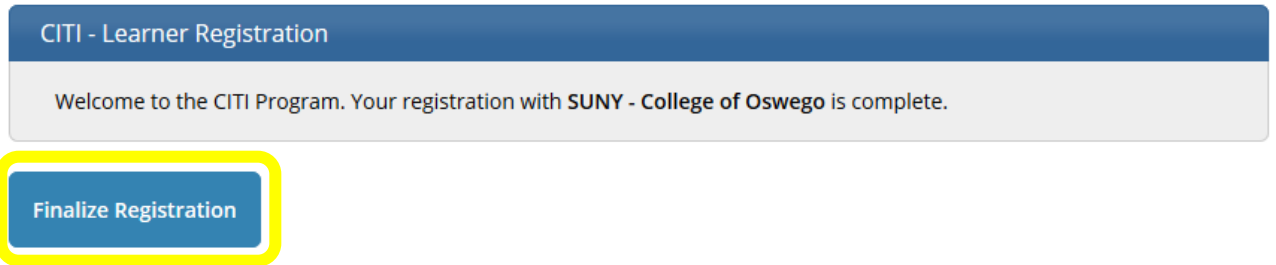 CITI - Learner Registration
Welcome to the CITI Program. Your registration with SUNY - College of Oswego is complete.
Finalize Registration